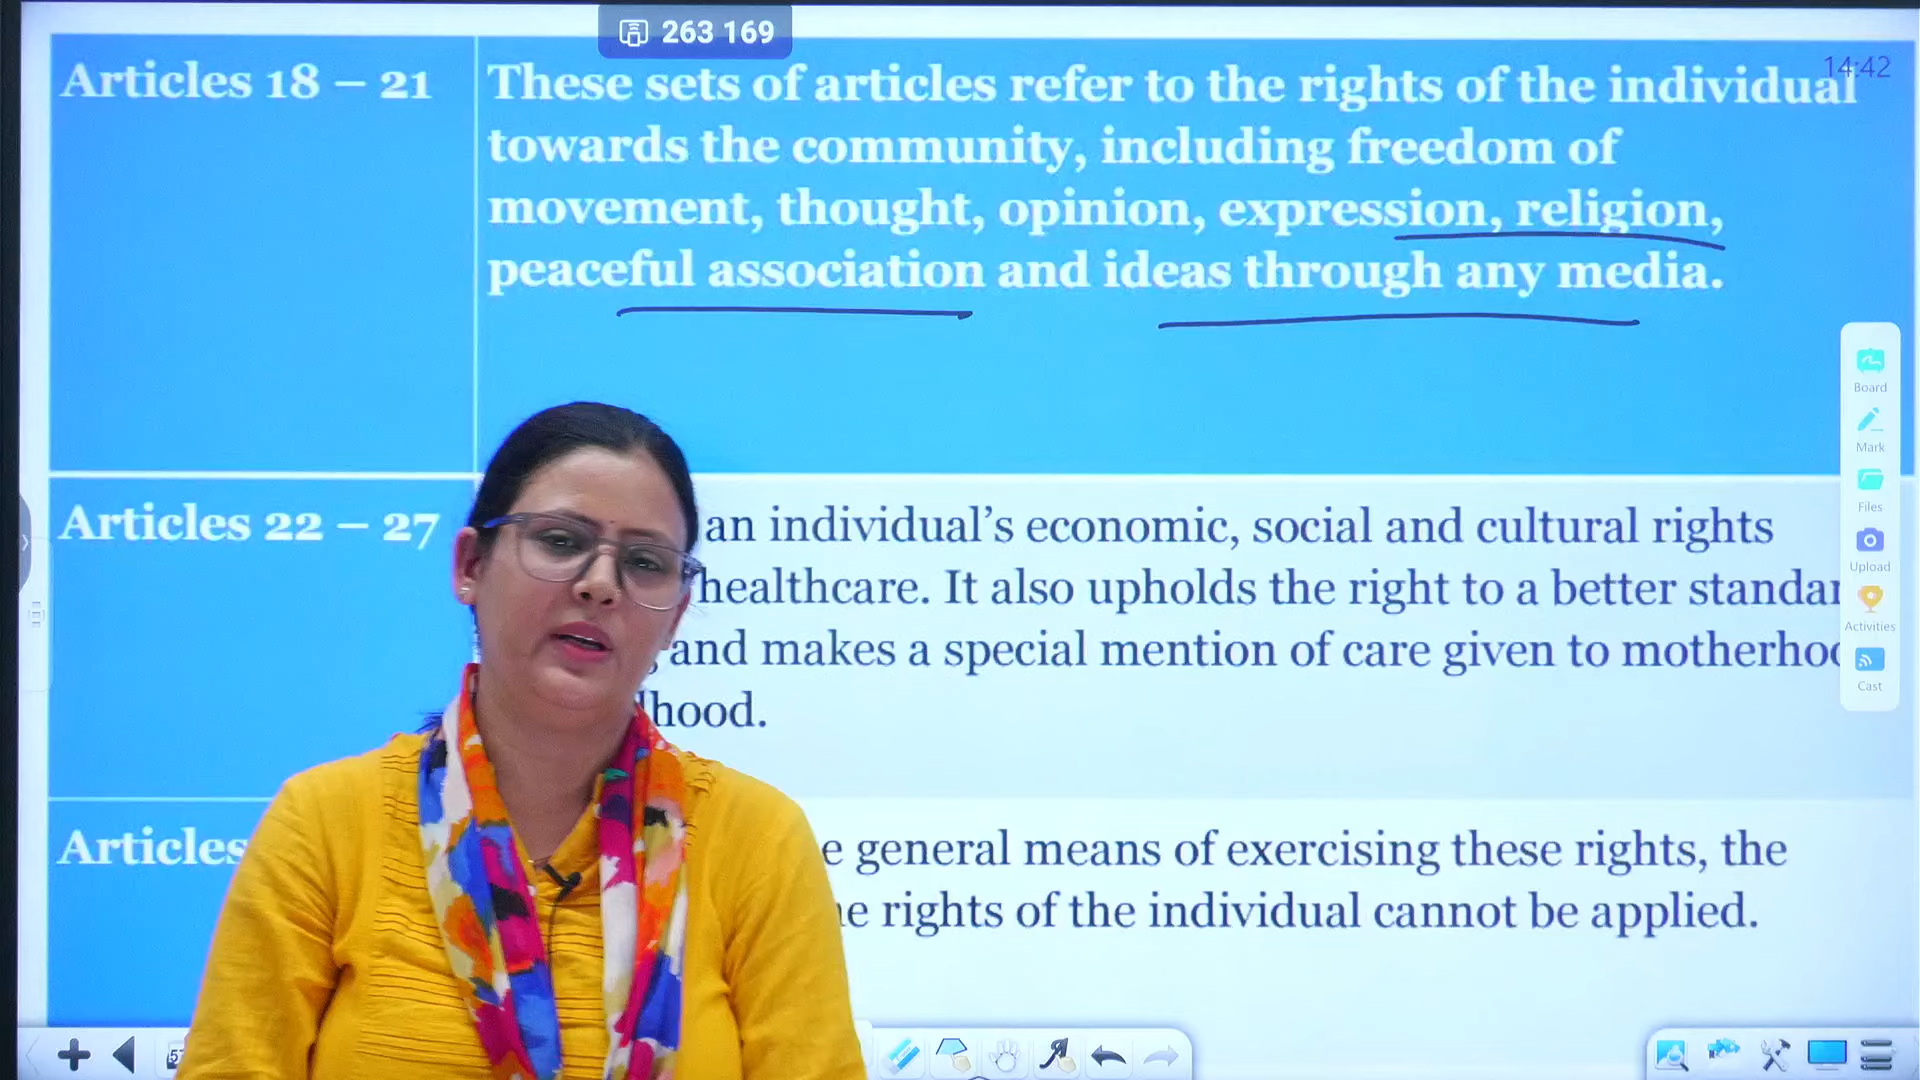 263 169
14:42
Articles 18 – 21
These sets of articles refer to the rights of the individual
towards the community, including freedom of
movement, thought, opinion, expression, religion,
peaceful association and ideas through any media.
Articles 22 – 27
an individual’s economic, social and cultural rights
healthcare. It also upholds the right to a better
and makes a special mention of care given to
Articles
general means of exercising these rights, the
rights of the individual cannot be applied.
Board
Mark
Files
Upload
Activities
Cast